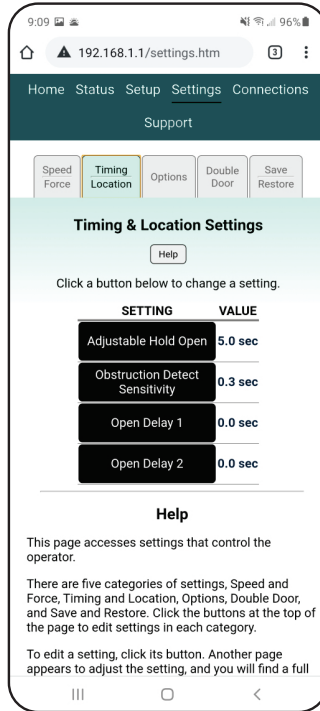 9:09 96%
192.168.1.1/settings.htm 3
Home Status Setup Settings Connections
Support
Speed Force
Timing Location
Options
Double Door
Save Restore
Timing & Location Settings
Help
Click a button below to change a setting.
SETTING VALUE
Adjustable Hold Open 5.0 sec
Obstruction Detect
Sensitivity 0.3 sec
Open Delay 1 0.0 sec
Open Delay 2 0.0 sec
Help
This page accesses settings that control the
operator.
There are five categories of settings, Speed and
Force, Timing and Location, Options, Double Door,
and Save and Restore. Click the buttons at the top of
the page to edit settings in each category.
To edit a setting, click its button. Another page
appears to adjust the setting, and you will find a full